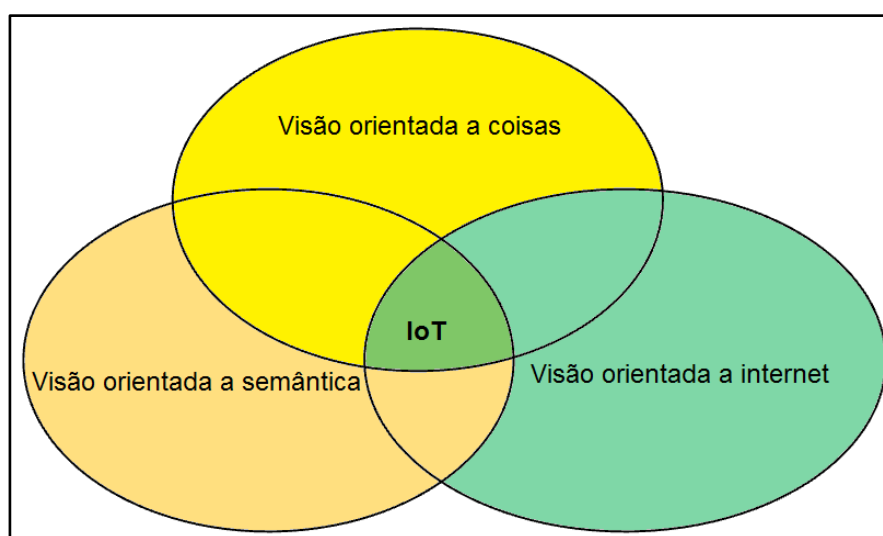 Visão orientada a coisas
IoT
Visão orientada a semântica
Visão orientada a internet